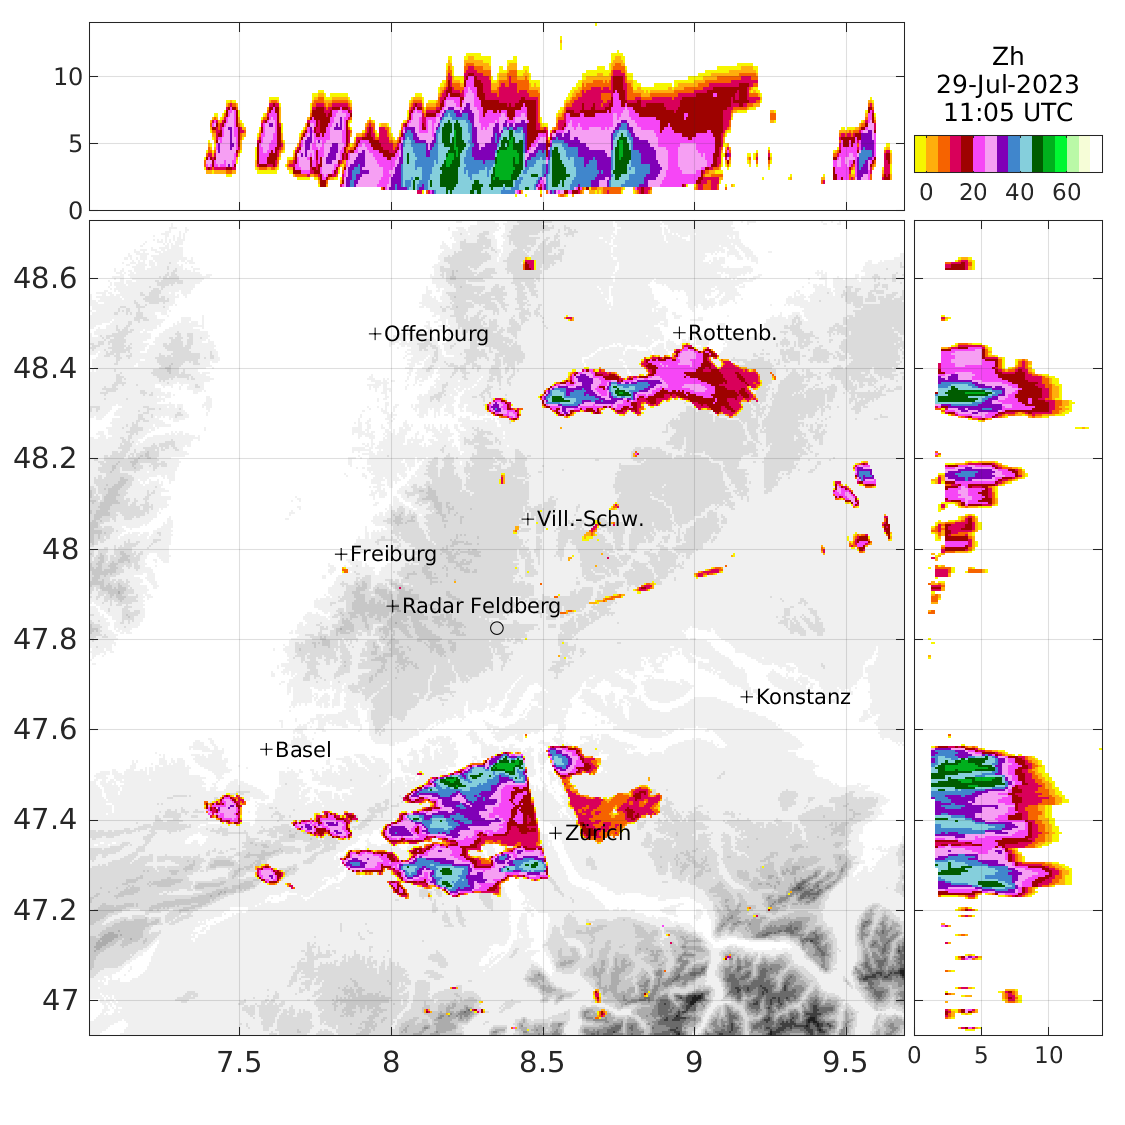 Zh
29-Jul-2023
11:05 UTC
10
5
0
0 20 40 60
48.6
48.4
48.2
48
47.8
47.6
47.4
47.2
47
+Offenburg
+Rottenb.
+Vill.-Schw.
+Freiburg
+Radar Feldberg
+Konstanz
+Basel
+Zürich
7.5 8 8.5 9 9.5
0 5 10